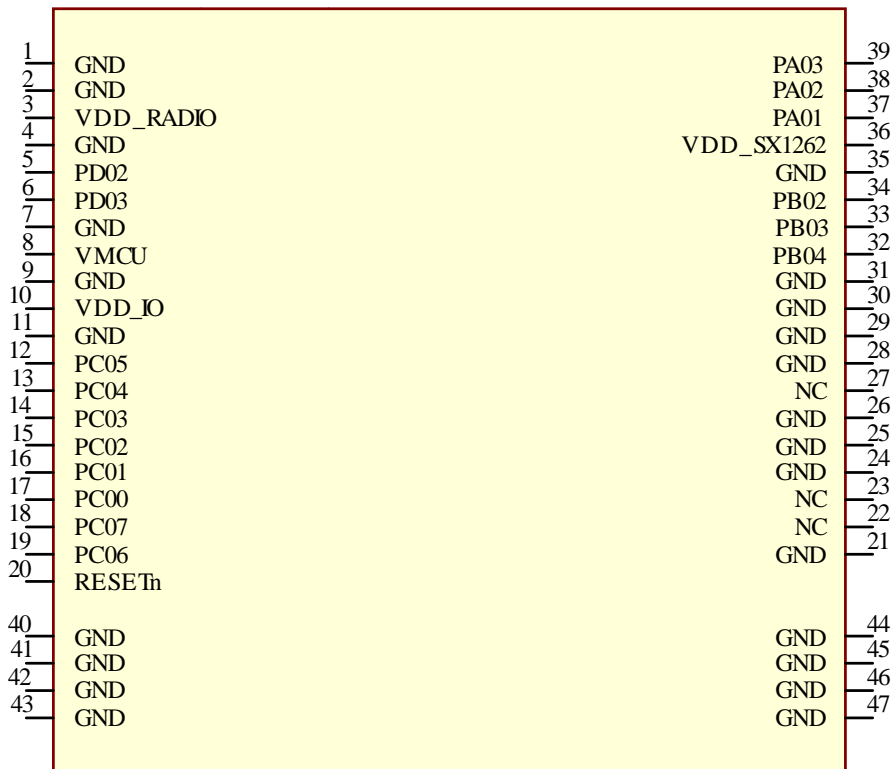 1 GND PA03 39
2 GND PA02 38
3 VDD_RADIO PA01 37
4 GND VDD_SX1262 36
5 PD02 GND 35
6 PD03 PB02 34
7 GND PB03 33
8 VMCU PB04 32
9 GND GND 31
10 VDD_IO GND 30
11 GND GND 29
12 PC05 GND 28
13 PC04 NC 27
14 PC03 GND 26
15 PC02 GND 25
16 PC01 GND 24
17 PC00 NC 23
18 PC07 NC 22
19 PC06 GND 21
20 RESETn
40 GND GND 44
41 GND GND 45
42 GND GND 46
43 GND GND 47